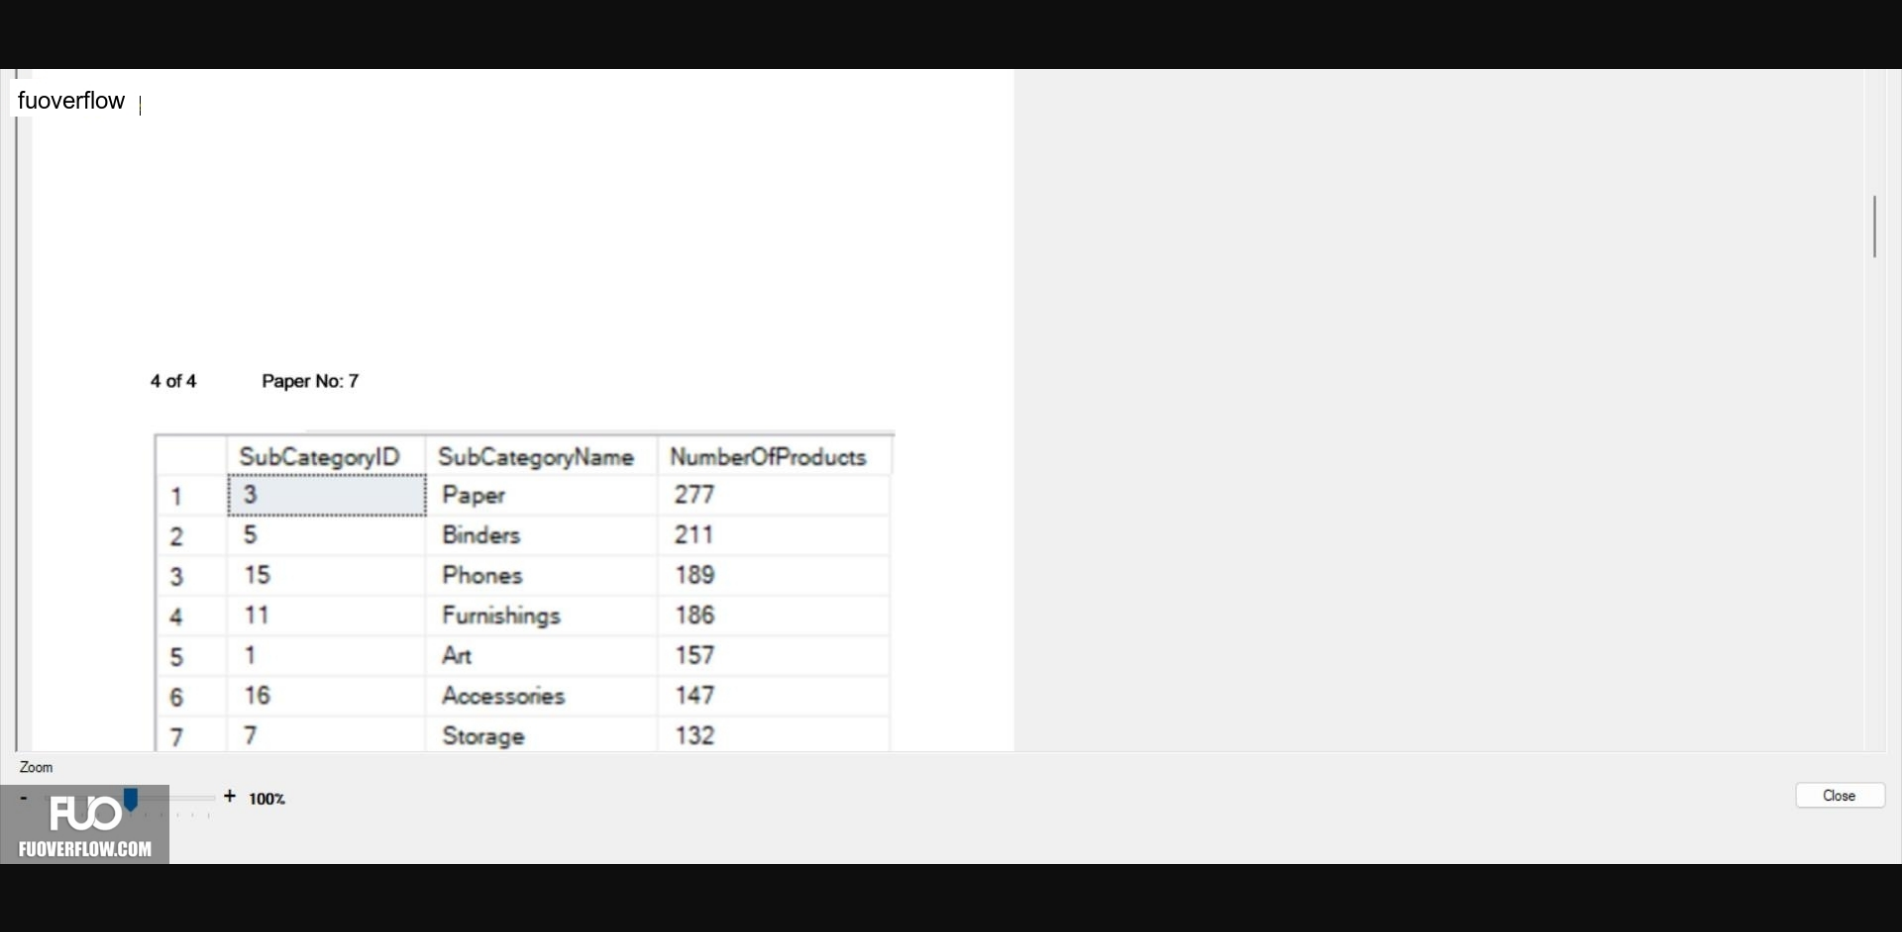 fuoverflow
4 of 4 Paper No: 7
SubCategoryID SubCategoryName NumberOfProducts
1 3 Paper 277
2 5 Binders 211
3 15 Phones 189
4 11 Furnishings 186
5 1 Art 157
6 16 Accessories 147
7 7 Storage 132
Zoom
- + 100%
Close
FUO
FUOVERFLOW.COM